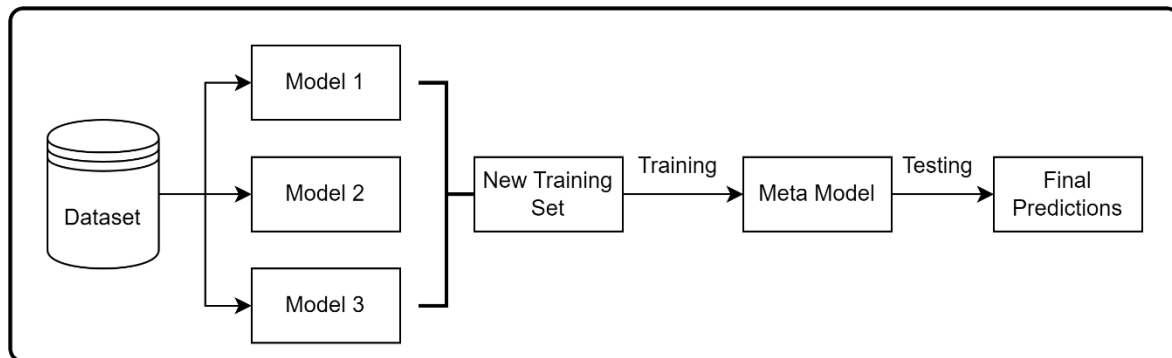 Dataset
Model 1
Model 2
Model 3
New Training
Set
Training
Meta Model
Testing
Final
Predictions